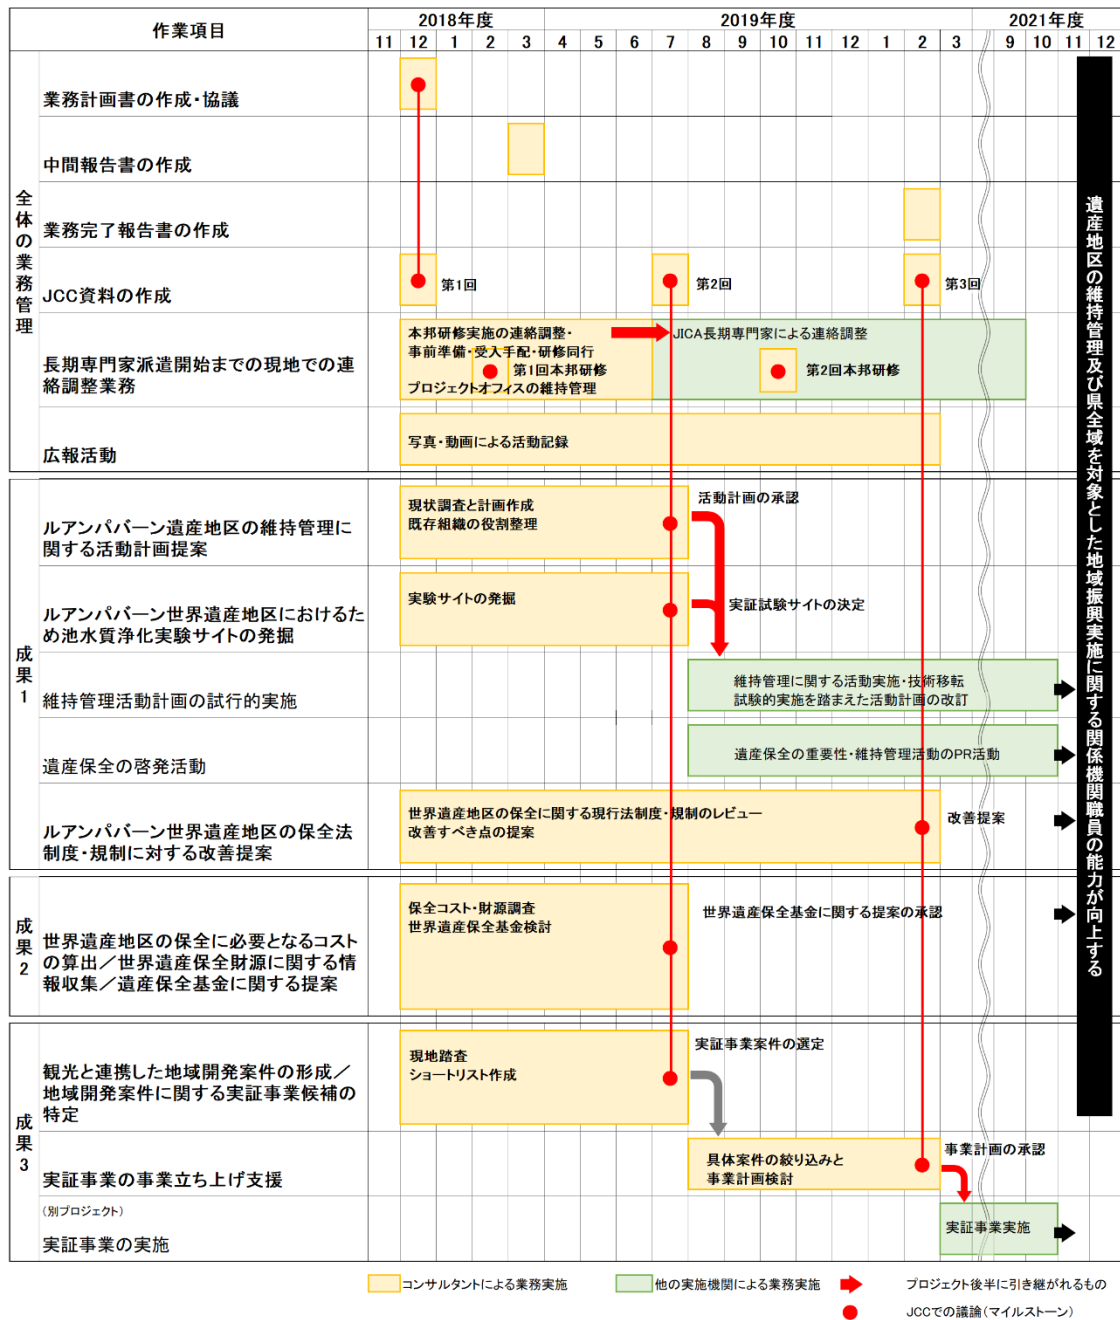 作業項目
2018年度
2019年度
2021年度
11 12 1 2 3 4 5 6 7 8 9 10 11 12 1 2 3 9 10 11 12
全体の業務管理
業務計画書の作成・協議
中間報告書の作成
業務完了報告書の作成
JCC資料の作成
第1回
第2回
第3回
長期専門家派遣開始までの現地での連
絡調整業務
本邦研修実施の連絡調整・
事前準備・受入手配・研修同行
第1回本邦研修
プロジェクトオフィスの維持管理
JICA長期専門家による連絡調整
第2回本邦研修
広報活動
写真・動画による活動記録
成果1
ルアンパバーン遺産地区の維持管理に
関する活動計画提案
現状調査と計画作成
既存組織の役割整理
活動計画の承認
ルアンパバーン世界遺産地区におけるた
め池水質浄化実験サイトの発掘
実験サイトの発掘
実証試験サイトの決定
維持管理活動計画の試行的実施
維持管理に関する活動実施・技術移転
試験的実施を踏まえた活動計画の改訂
遺産保全の啓発活動
遺産保全の重要性・維持管理活動のPR活動
ルアンパバーン世界遺産地区の保全法
制度・規制に対する改善提案
世界遺産地区の保全に関する現行法制度・規制のレビュー
改善すべき点の提案
改善提案
成果2
世界遺産地区の保全に必要となるコスト
の算出／世界遺産保全財源に関する情
報収集／遺産保全基金に関する提案
保全コスト・財源調査
世界遺産保全基金検討
世界遺産保全基金に関する提案の承認
成果3
観光と連携した地域開発案件の形成／
地域開発案件に関する実証事業候補の
特定
現地踏査
ショートリスト作成
実証事業案件の選定
実証事業の事業立ち上げ支援
具体案件の絞り込みと
事業計画検討
事業計画の承認
(別プロジェクト)
実証事業の実施
実証事業実施
遺産地区の維持管理及び県全域を対象とした地域振興実施に関する関係機関職員の能力が向上する
コンサルタントによる業務実施
他の実施機関による業務実施
プロジェクト後半に引き継がれるもの
JCCでの議論(マイルストーン)